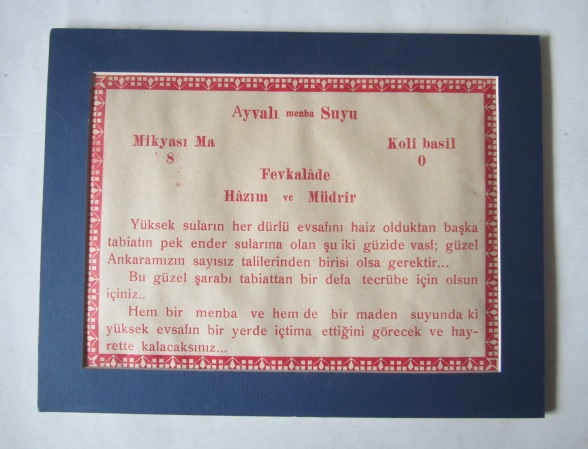 Ayvalı menba Suyu
Mikyası Ma Koli basil
8 0
Fevkalâde
Hâzım ve Müdrir
Yüksek suların her dürlü evsafını haiz olduktan başka
tabiatın pek ender sularına olan şu iki güzide vasf; güzel
Ankaramızın sayısız talilerinden birisi olsa gerektir...
Bu güzel şarabı tabiattan bir defa tecrübe için olsun
içiniz..
Hem bir menba ve hem de bir maden suyunda ki
yüksek evsafın bir yerde içtima ettiğini görecek ve hay-
rette kalacaksınız...